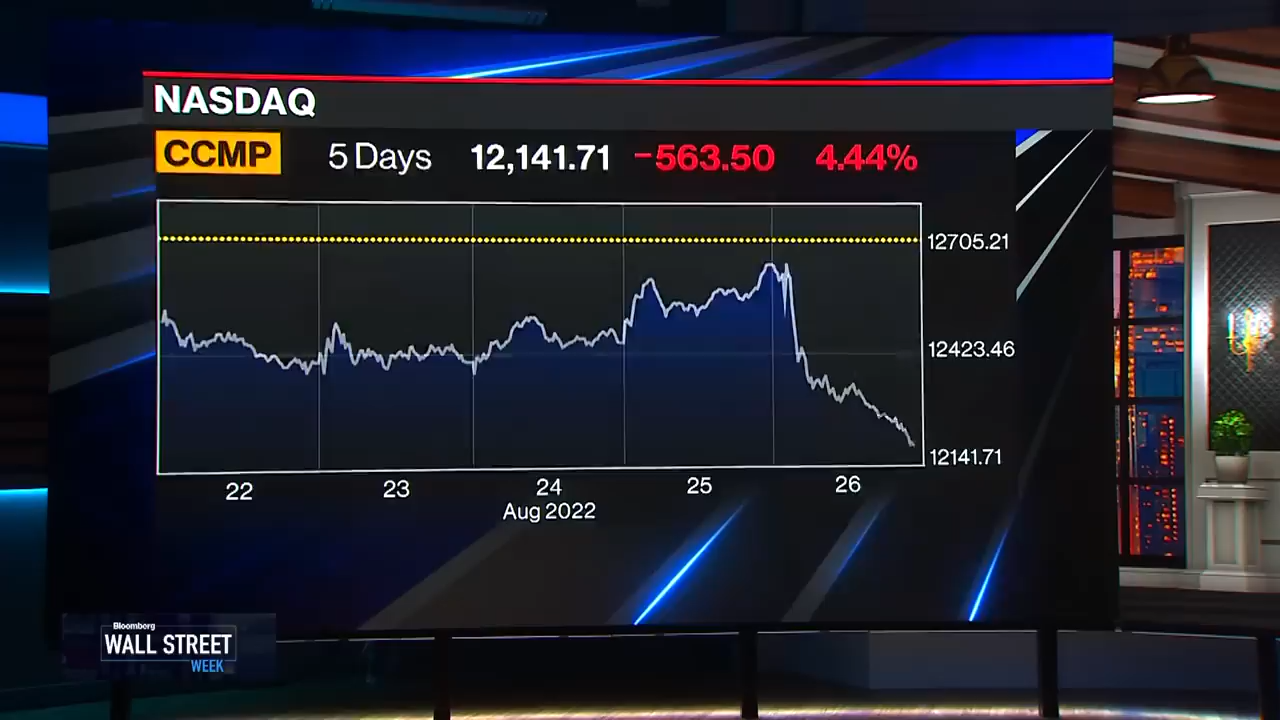 NASDAQ
CCMP 5 Days 12,141.71 −563.50 4.44%
12705.21
12423.46
12141.71
22 23 24 25 26
Aug 2022
Bloomberg
WALL STREET
WEEK